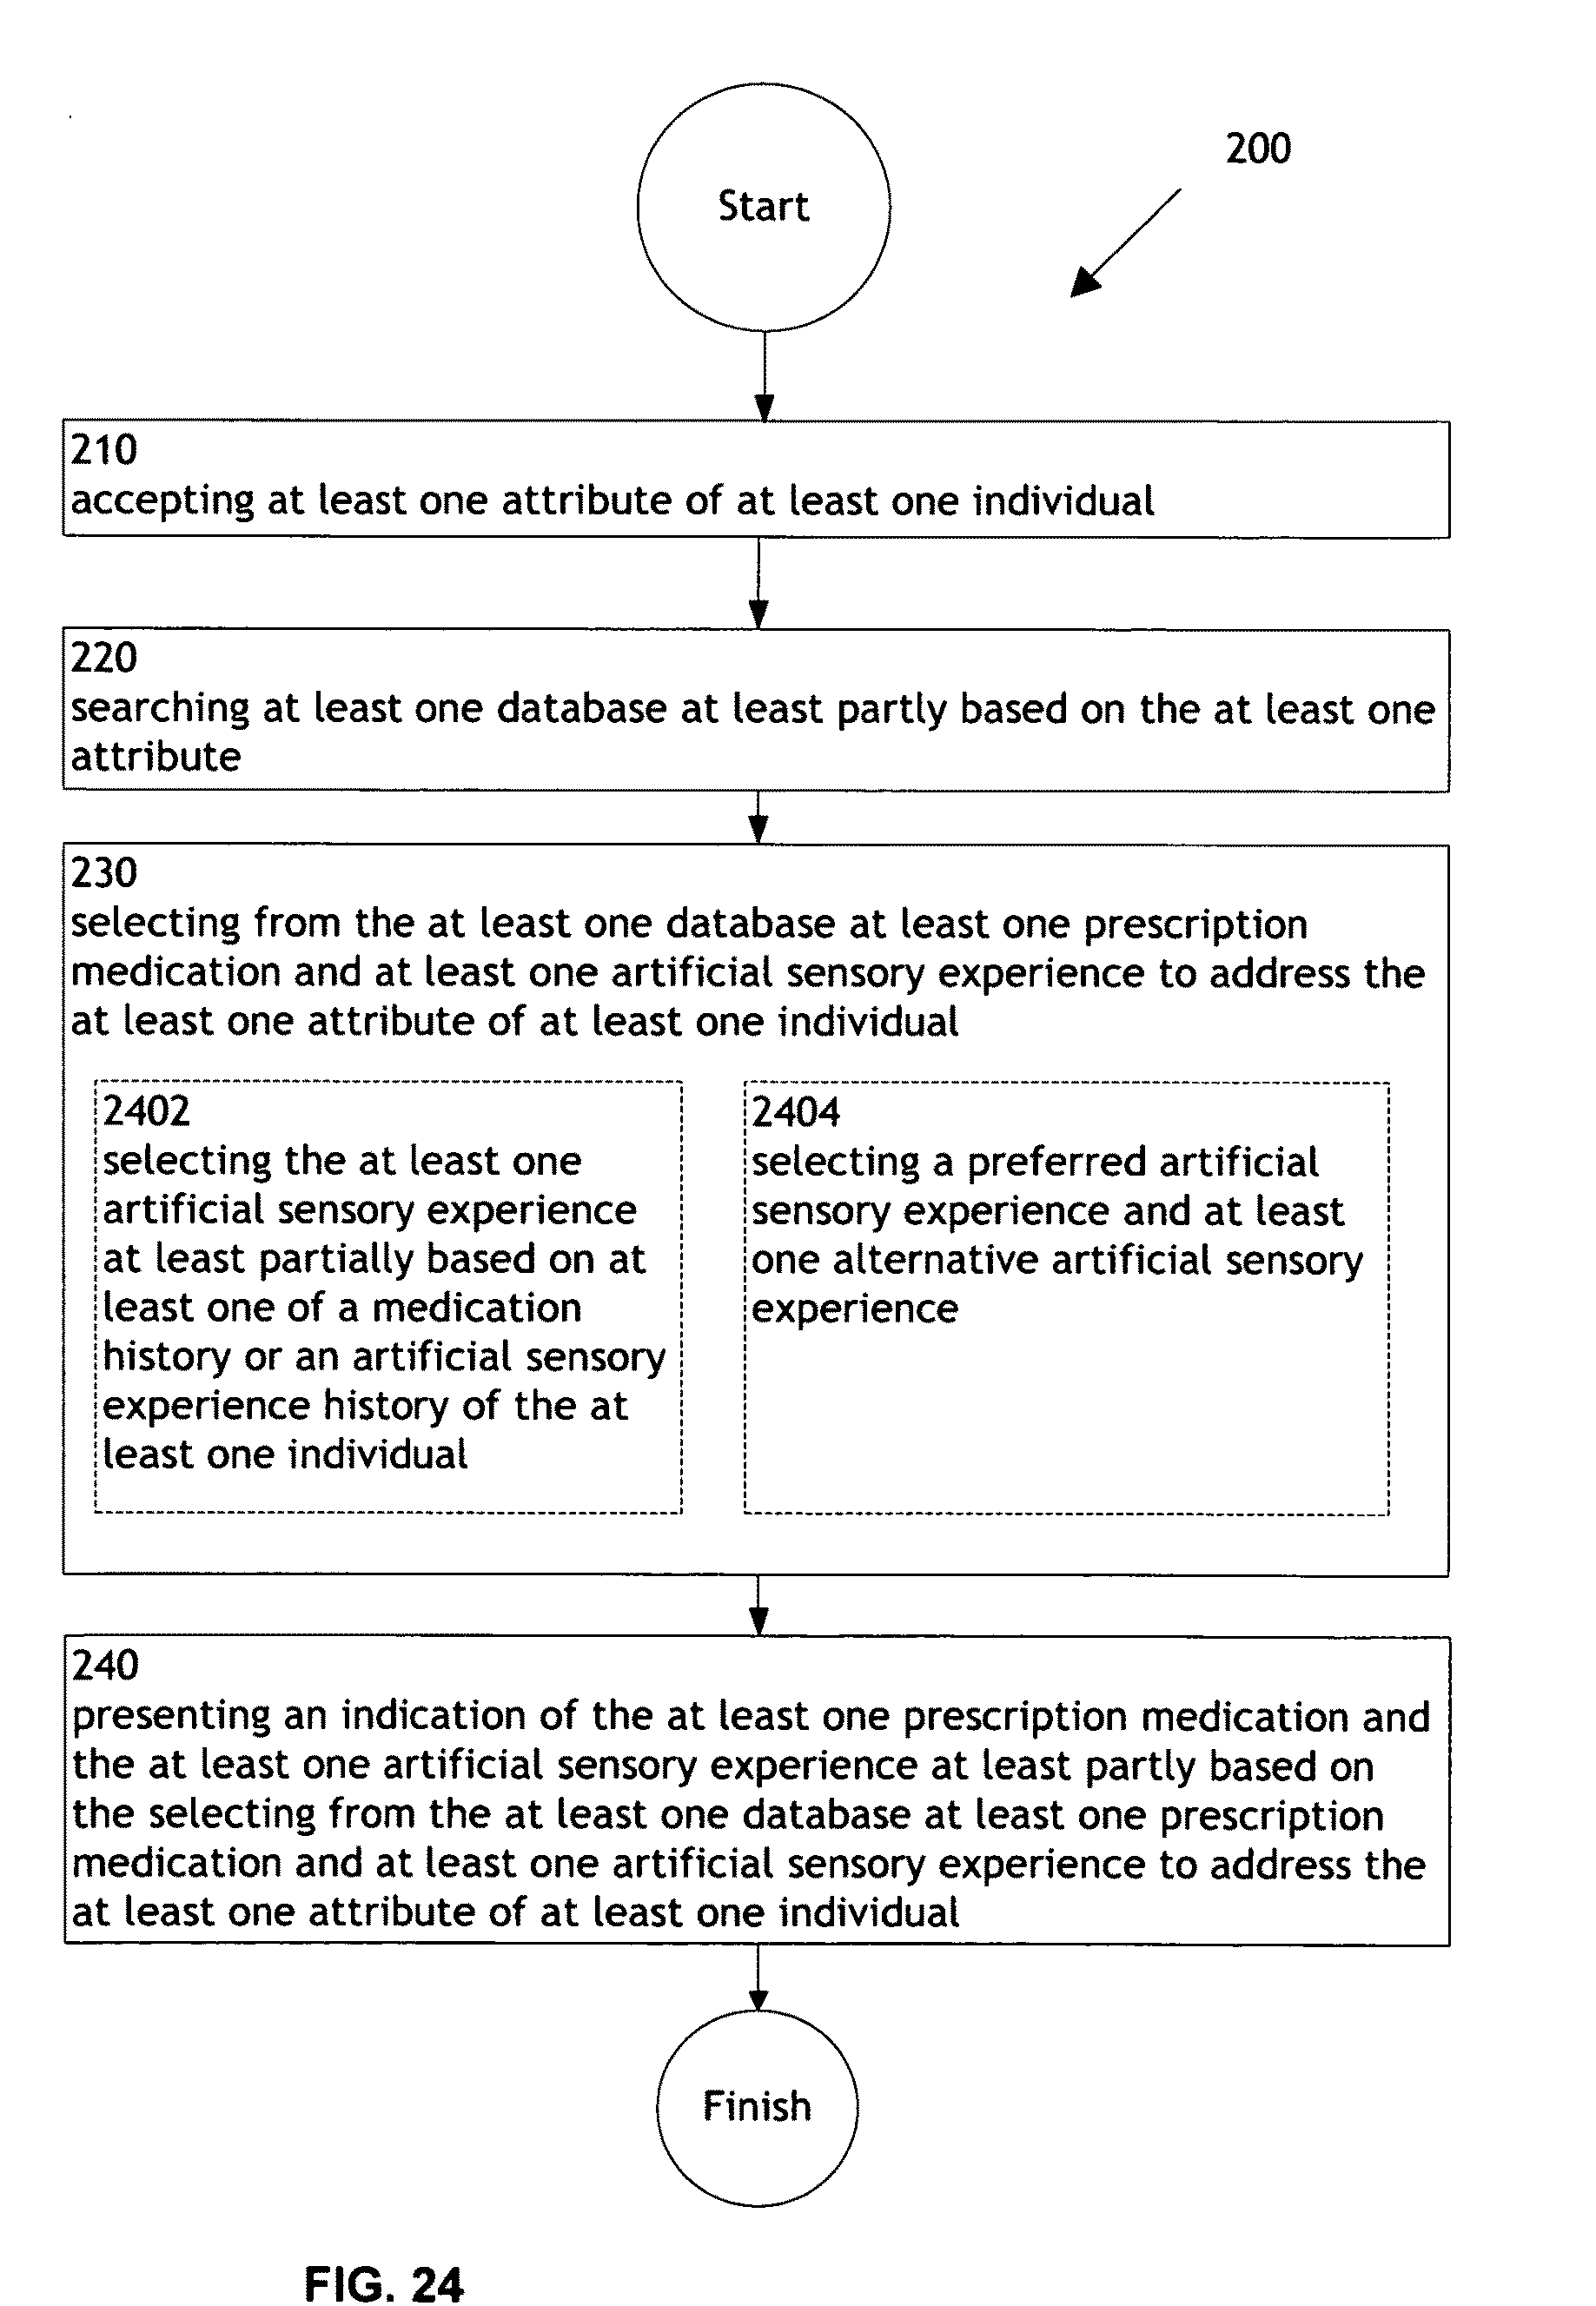 Start
200
210
accepting at least one attribute of at least one individual
220
searching at least one database at least partly based on the at least one
attribute
230
selecting from the at least one database at least one prescription
medication and at least one artificial sensory experience to address the
at least one attribute of at least one individual
2402
selecting the at least one
artificial sensory experience
at least partially based on at
least one of a medication
history or an artificial sensory
experience history of the at
least one individual
2404
selecting a preferred artificial
sensory experience and at least
one alternative artificial sensory
experience
240
presenting an indication of the at least one prescription medication and
the at least one artificial sensory experience at least partly based on
the selecting from the at least one database at least one prescription
medication and at least one artificial sensory experience to address the
at least one attribute of at least one individual
Finish
FIG. 24